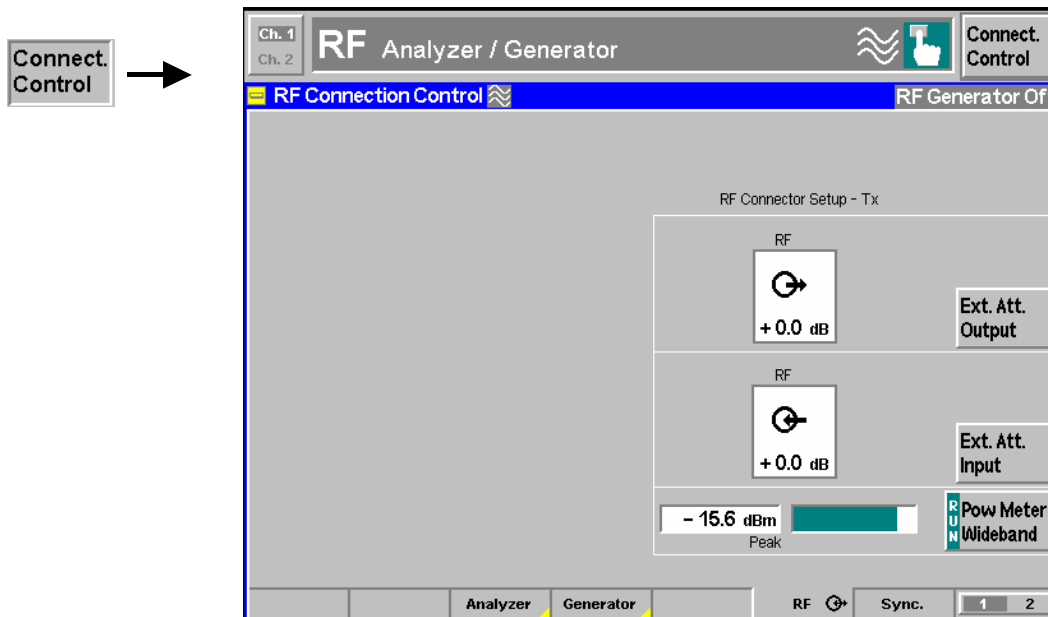 Connect.
Control
Ch. 1
Ch. 2
RF Analyzer / Generator
Connect.
Control
RF Connection Control
RF Generator Of
RF Connector Setup - Tx
RF
+ 0.0 dB
Ext. Att.
Output
RF
+ 0.0 dB
Ext. Att.
Input
- 15.6 dBm
Peak
RUN
Pow Meter
Wideband
Analyzer
Generator
RF
Sync.
1 2